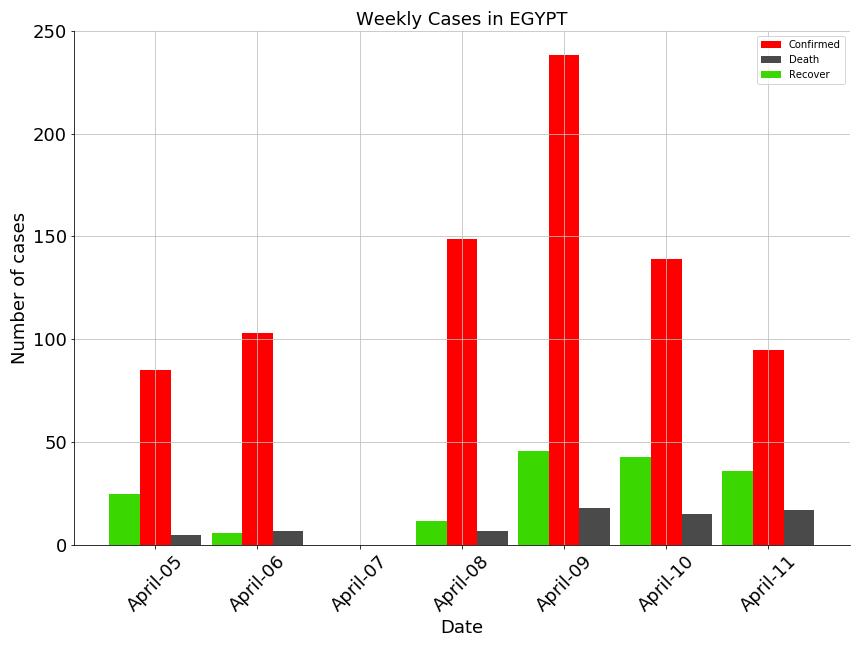 Weekly Cases in EGYPT
Confirmed
Death
Recover
Number of cases
250
200
150
100
50
0
April-05
April-06
April-07
April-08
April-09
April-10
April-11
Date